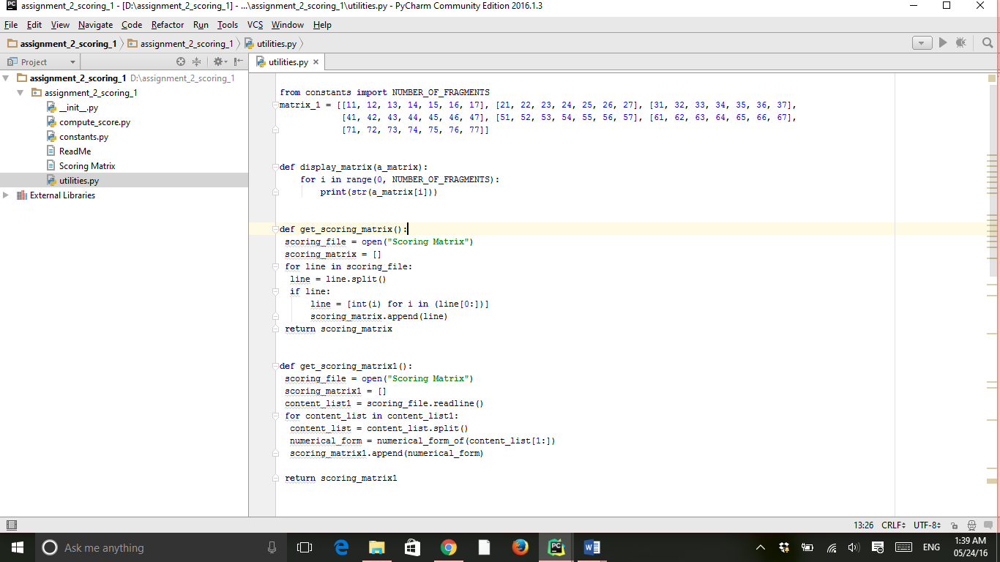 assignment_2_scoring_1 - [D:\assignment_2_scoring_1] - ...\assignment_2_scoring_1\utilities.py - PyCharm Community Edition 2016.1.3
File Edit View Navigate Code Refactor Run Tools VCS Window Help
assignment_2_scoring_1 assignment_2_scoring_1 utilities.py
Project
utilities.py
assignment_2_scoring_1 D:\assignment_2_scoring_1
assignment_2_scoring_1
__init__.py
compute_score.py
constants.py
ReadMe
Scoring Matrix
utilities.py
External Libraries
from constants import NUMBER_OF_FRAGMENTS
matrix_1 = [[11, 12, 13, 14, 15, 16, 17], [21, 22, 23, 24, 25, 26, 27], [31, 32, 33, 34, 35, 36, 37],
            [41, 42, 43, 44, 45, 46, 47], [51, 52, 53, 54, 55, 56, 57], [61, 62, 63, 64, 65, 66, 67],
            [71, 72, 73, 74, 75, 76, 77]]
def display_matrix(a_matrix):
    for i in range(0, NUMBER_OF_FRAGMENTS):
        print(str(a_matrix[i]))
def get_scoring_matrix():
 scoring_file = open("Scoring Matrix")
 scoring_matrix = []
 for line in scoring_file:
  line = line.split()
  if line:
      line = [int(i) for i in (line[0:])]
      scoring_matrix.append(line)
 return scoring_matrix
def get_scoring_matrix1():
 scoring_file = open("Scoring Matrix")
 scoring_matrix1 = []
 content_list1 = scoring_file.readline()
 for content_list in content_list1:
  content_list = content_list.split()
  numerical_form = numerical_form_of(content_list[1:])
  scoring_matrix1.append(numerical_form)
 return scoring_matrix1
13:26 CRLF UTF-8
Ask me anything
ENG
1:39 AM
05/24/16